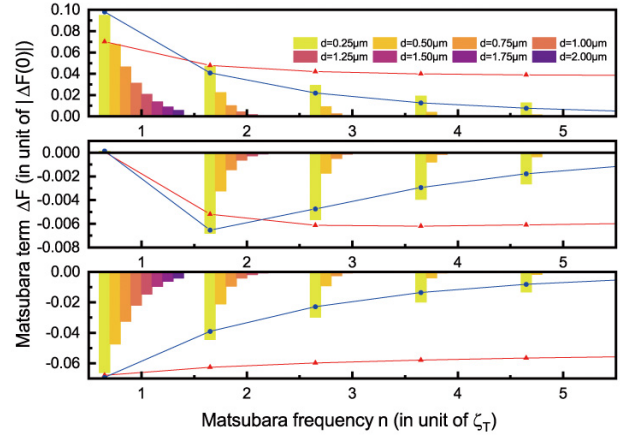 Matsubara term ΔF (in unit of |ΔF(0)|)
0.10
0.08
0.06
0.04
0.02
0.00
d=0.25μm d=0.50μm d=0.75μm d=1.00μm
d=1.25μm d=1.50μm d=1.75μm d=2.00μm
1 2 3 4 5
0.000
-0.002
-0.004
-0.006
-0.008
1 2 3 4 5
0.00
-0.02
-0.04
-0.06
1 2 3 4 5
Matsubara frequency n (in unit of ζT)